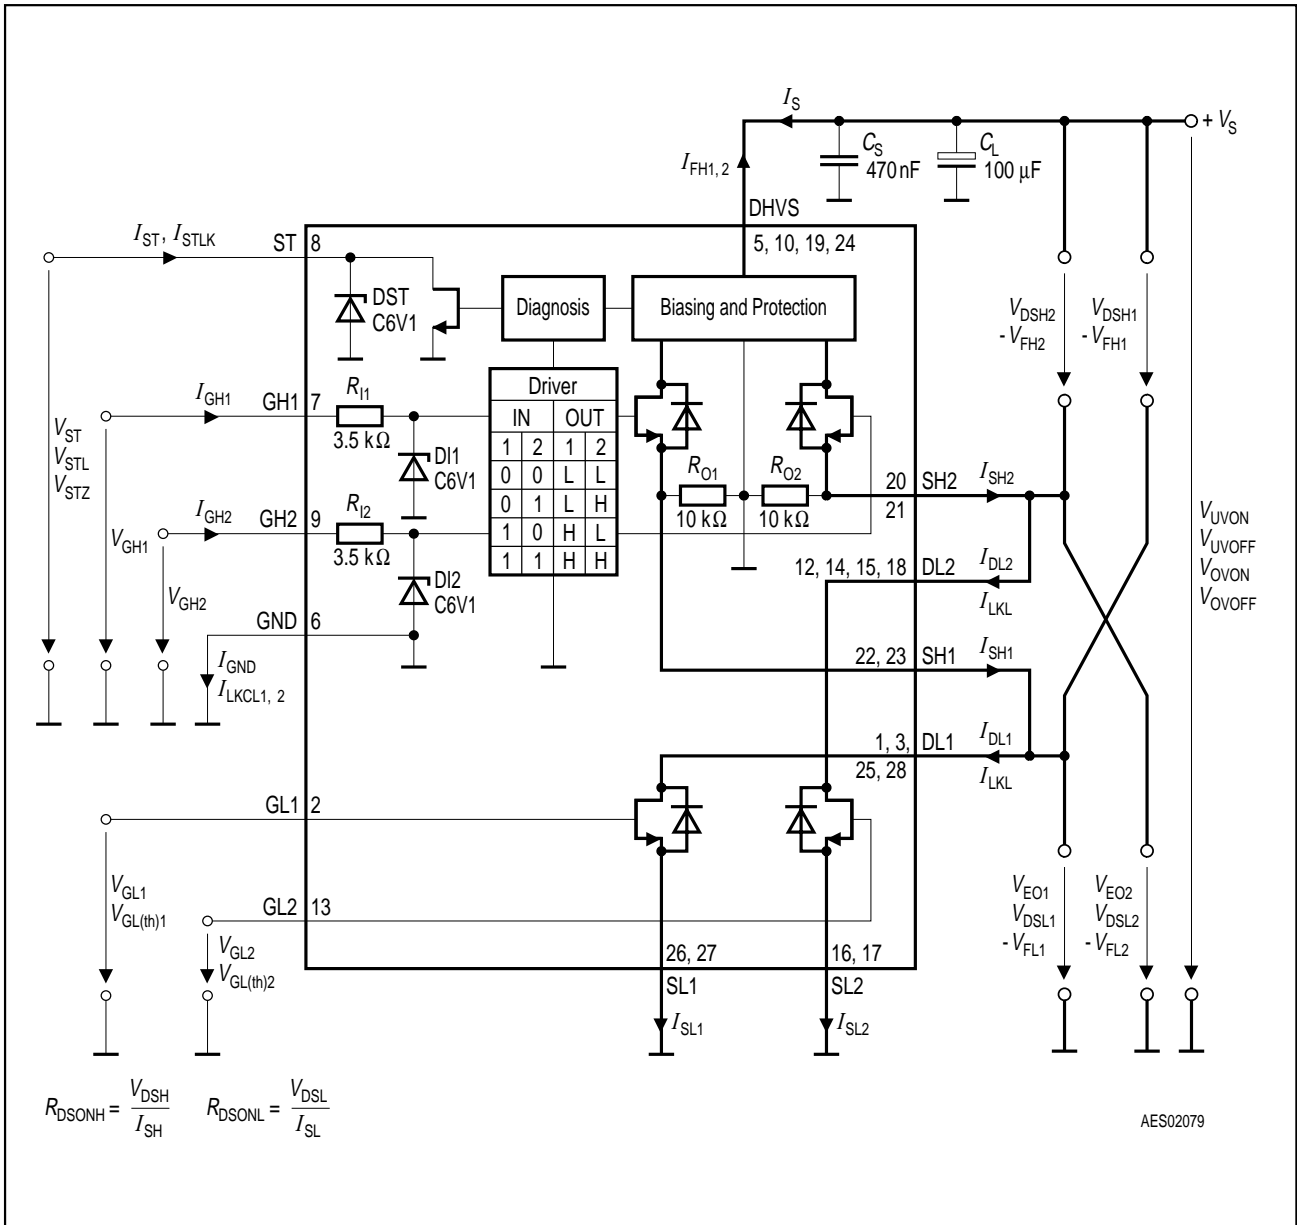 I_S
+ V_S
C_S
470 nF
C_L
100 µF
I_FH1, 2
DHVS
5, 10, 19, 24
I_ST, I_STLK
ST 8
DST
C6V1
Diagnosis
Biasing and Protection
V_DSH2
- V_FH2
V_DSH1
- V_FH1
I_GH1
GH1 7
R_I1
3.5 kΩ
DI1
C6V1
Driver
IN OUT
1 2 1 2
0 0 L L
0 1 L H
1 0 H L
1 1 H H
V_ST
V_STL
V_STZ
R_O1
10 kΩ
R_O2
10 kΩ
20 SH2
21
I_SH2
I_GH2
GH2 9
R_I2
3.5 kΩ
DI2
C6V1
V_GH1
V_GH2
12, 14, 15, 18 DL2
I_DL2
I_LKL
V_UVON
V_UVOFF
V_OVON
V_OVOFF
GND 6
I_GND
I_LKCL1, 2
22, 23 SH1
I_SH1
1, 3, DL1
25, 28
I_DL1
I_LKL
GL1 2
V_GL1
V_GL(th)1
GL2 13
V_GL2
V_GL(th)2
V_EO1
V_DSL1
- V_FL1
V_EO2
V_DSL2
- V_FL2
26, 27
SL1
16, 17
SL2
I_SL1
I_SL2
R_DSONH = V_DSH / I_SH
R_DSONL = V_DSL / I_SL
AES02079